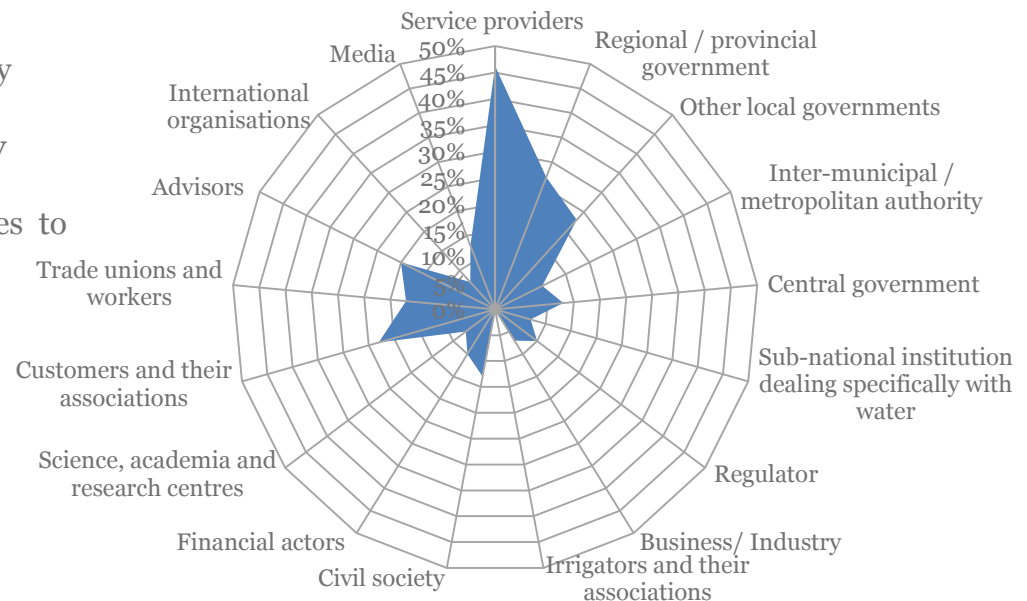 y
y
es to
Service providers
Regional / provincial
government
Other local governments
Inter-municipal /
metropolitan authority
Central government
Sub-national institution
dealing specifically with
water
Regulator
Business/ Industry
Irrigators and their
associations
Civil society
Financial actors
Science, academia and
research centres
Customers and their
associations
Trade unions and
workers
Advisors
International
organisations
Media
50%
45%
40%
35%
30%
25%
20%
15%
10%
5%
0%